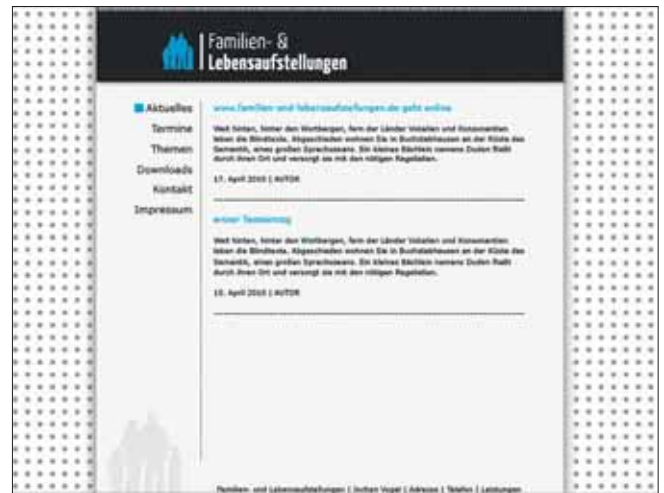 Familien- &
Lebensaufstellungen
Aktuelles
Termine
Themen
Downloads
Kontakt
Impressum
www.familien-und-lebensaufstellungen.de geht online
Weit hinten, hinter den Wortbergen, fern der Länder Vokalien und Konsonantien
leben die Blindtexte. Abgeschieden wohnen Sie in Buchstabhausen an der Küste des
Semantik, eines großen Sprachozeans. Ein kleines Bächlein namens Duden fließt
durch ihren Ort und versorgt sie mit den nötigen Regelialien.
17. April 2010 | AUTOR
erster Testeintrag
Weit hinten, hinter den Wortbergen, fern der Länder Vokalien und Konsonantien
leben die Blindtexte. Abgeschieden wohnen Sie in Buchstabhausen an der Küste des
Semantik, eines großen Sprachozeans. Ein kleines Bächlein namens Duden fließt
durch ihren Ort und versorgt sie mit den nötigen Regelialien.
10. April 2010 | AUTOR
Familien- und Lebensaufstellungen | Jochen Vogel | Adresse | Telefon | Leistungen